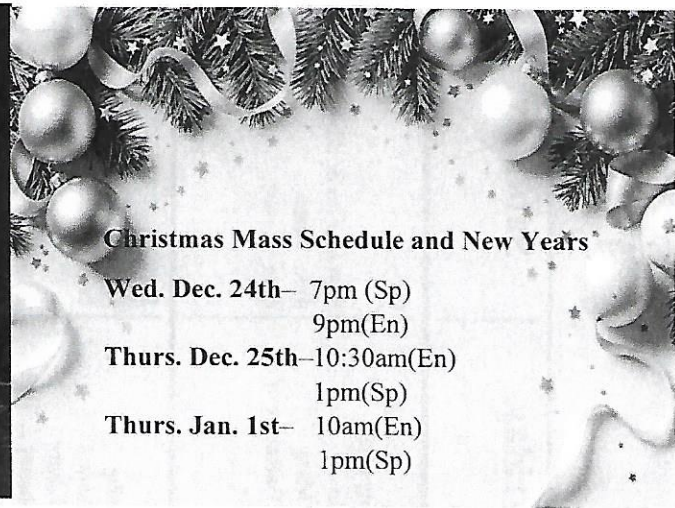 Christmas Mass Schedule and New Years
Wed. Dec. 24th– 7pm (Sp)
9pm(En)
Thurs. Dec. 25th–10:30am(En)
1pm(Sp)
Thurs. Jan. 1st– 10am(En)
1pm(Sp)